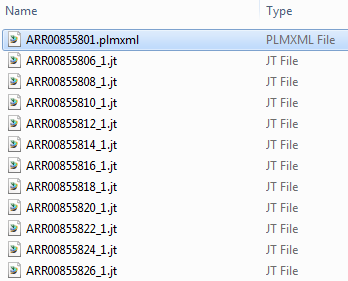 Name Type
ARR00855801.plmxml PLMXML File
ARR00855806_1.jt JT File
ARR00855808_1.jt JT File
ARR00855810_1.jt JT File
ARR00855812_1.jt JT File
ARR00855814_1.jt JT File
ARR00855816_1.jt JT File
ARR00855818_1.jt JT File
ARR00855820_1.jt JT File
ARR00855822_1.jt JT File
ARR00855824_1.jt JT File
ARR00855826_1.jt JT File